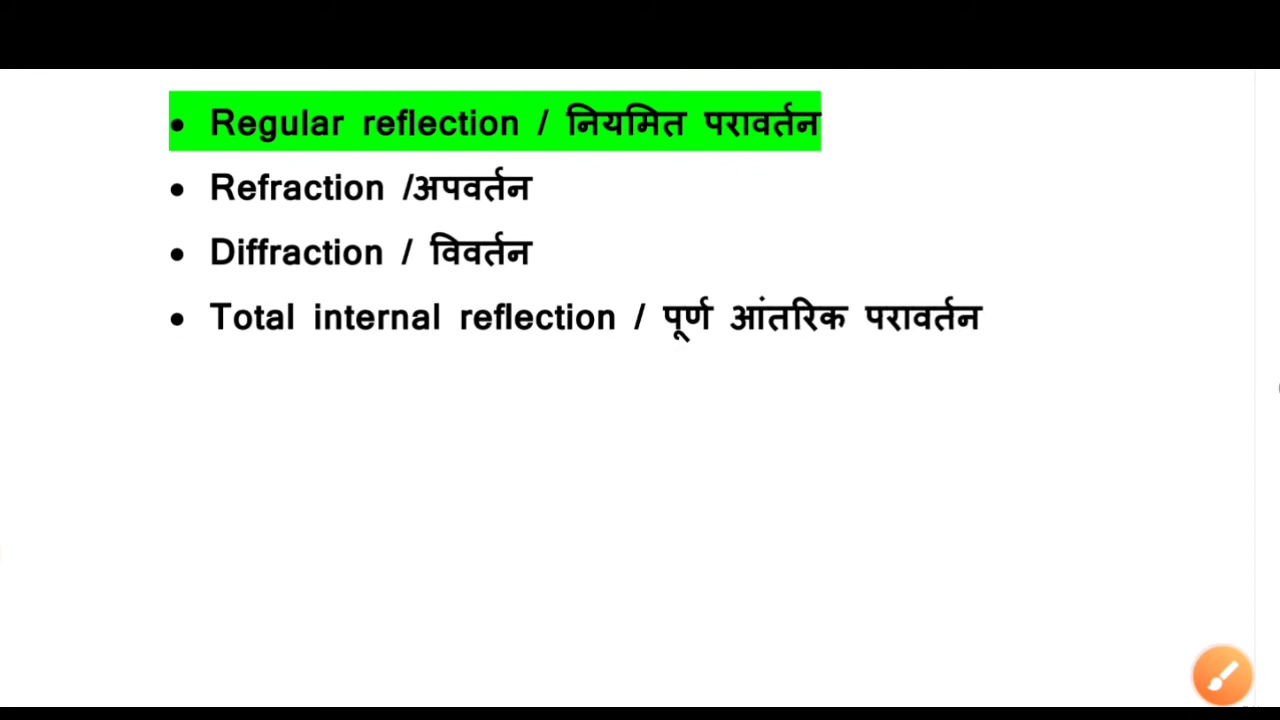 • Regular reflection / नियमित परावर्तन
• Refraction /अपवर्तन
• Diffraction / विवर्तन
• Total internal reflection / पूर्ण आंतरिक परावर्तन